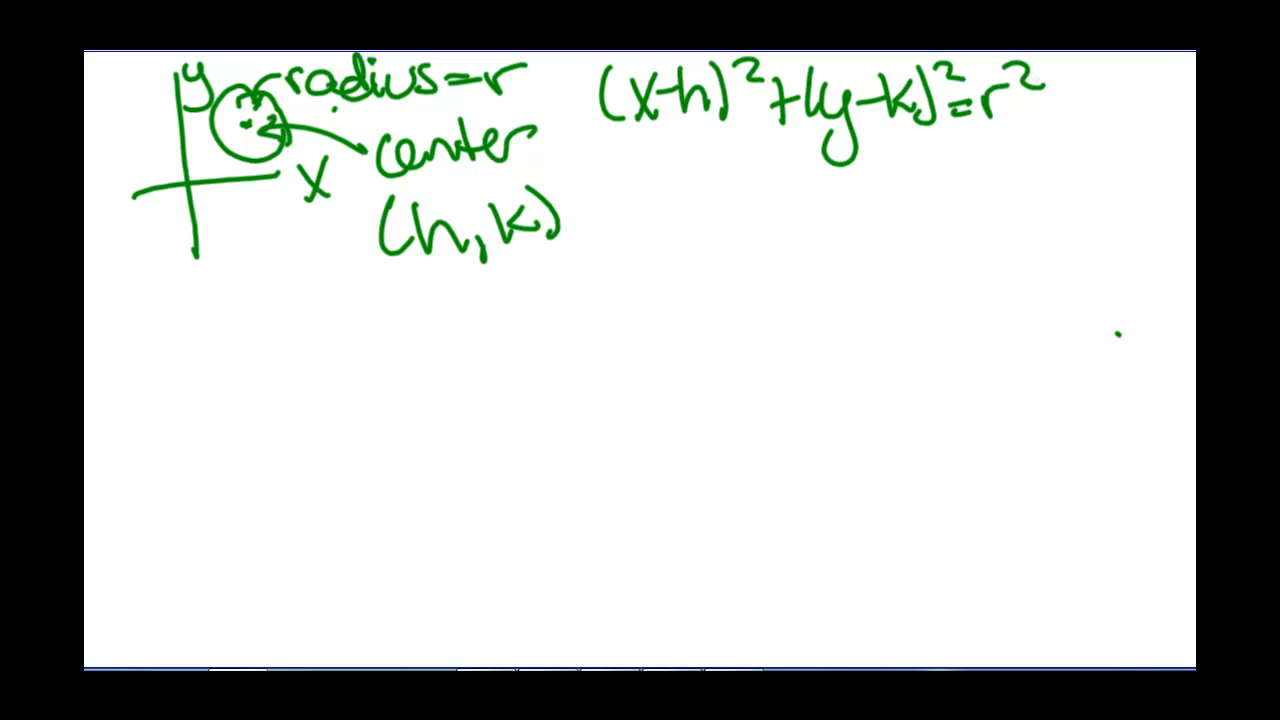 y r radius = r
(x-h)² + (y-k)² = r²
center
x
(h, k)